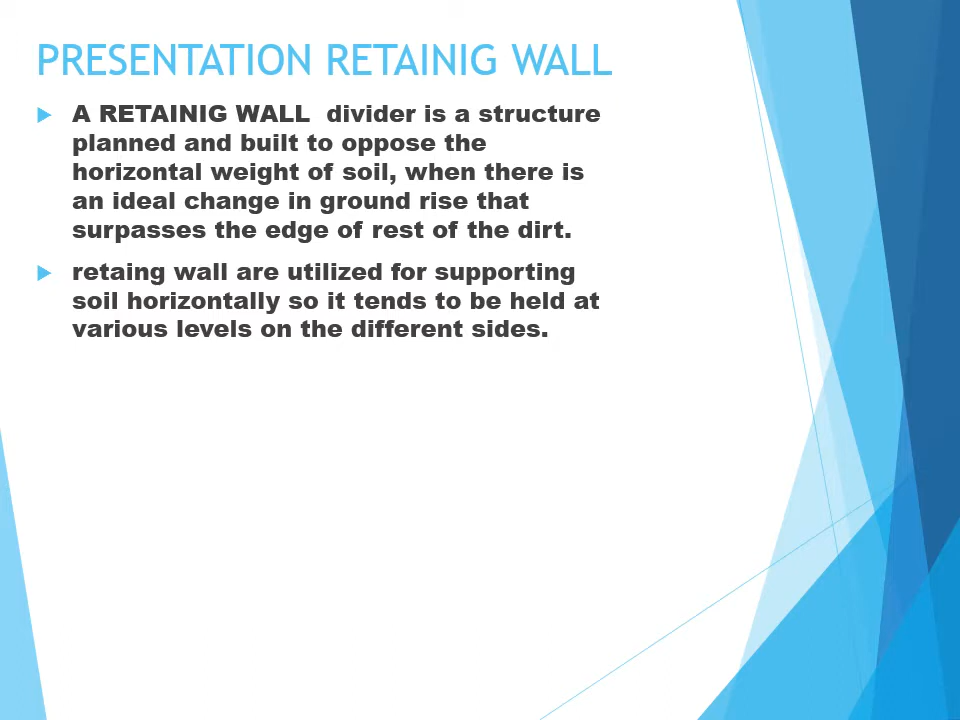 PRESENTATION RETAINIG WALL
A RETAINIG WALL  divider is a structure
planned and built to oppose the
horizontal weight of soil, when there is
an ideal change in ground rise that
surpasses the edge of rest of the dirt.
retaing wall are utilized for supporting
soil horizontally so it tends to be held at
various levels on the different sides.